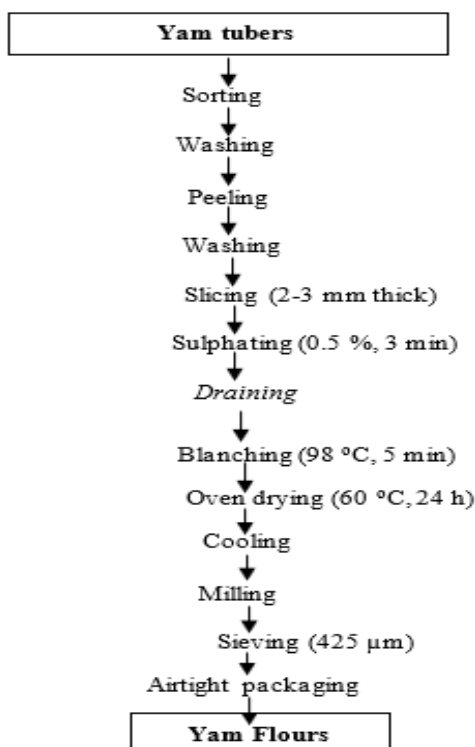 Yam tubers
Sorting
Washing
Peeling
Washing
Slicing (2-3 mm thick)
Sulphating (0.5 %, 3 min)
Draining
Blanching (98 ºC, 5 min)
Oven drying (60 ºC, 24 h)
Cooling
Milling
Sieving (425 µm)
Airtight packaging
Yam Flours